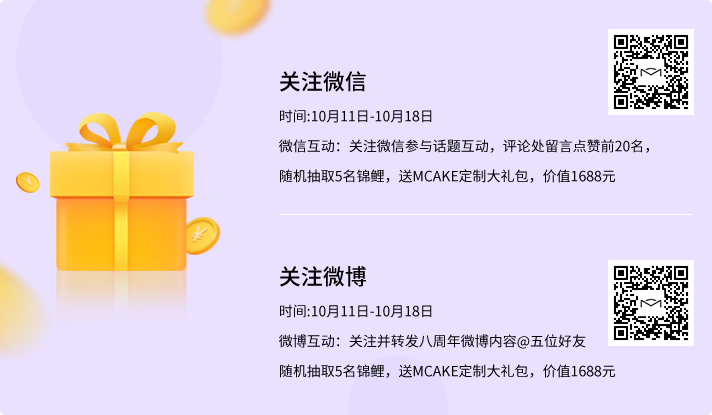 关注微信
时间:10月11日-10月18日
微信互动：关注微信参与话题互动，评论处留言点赞前20名，
随机抽取5名锦鲤，送MCAKE定制大礼包，价值1688元
关注微博
时间:10月11日-10月18日
微博互动：关注并转发八周年微博内容@五位好友
随机抽取5名锦鲤，送MCAKE定制大礼包，价值1688元